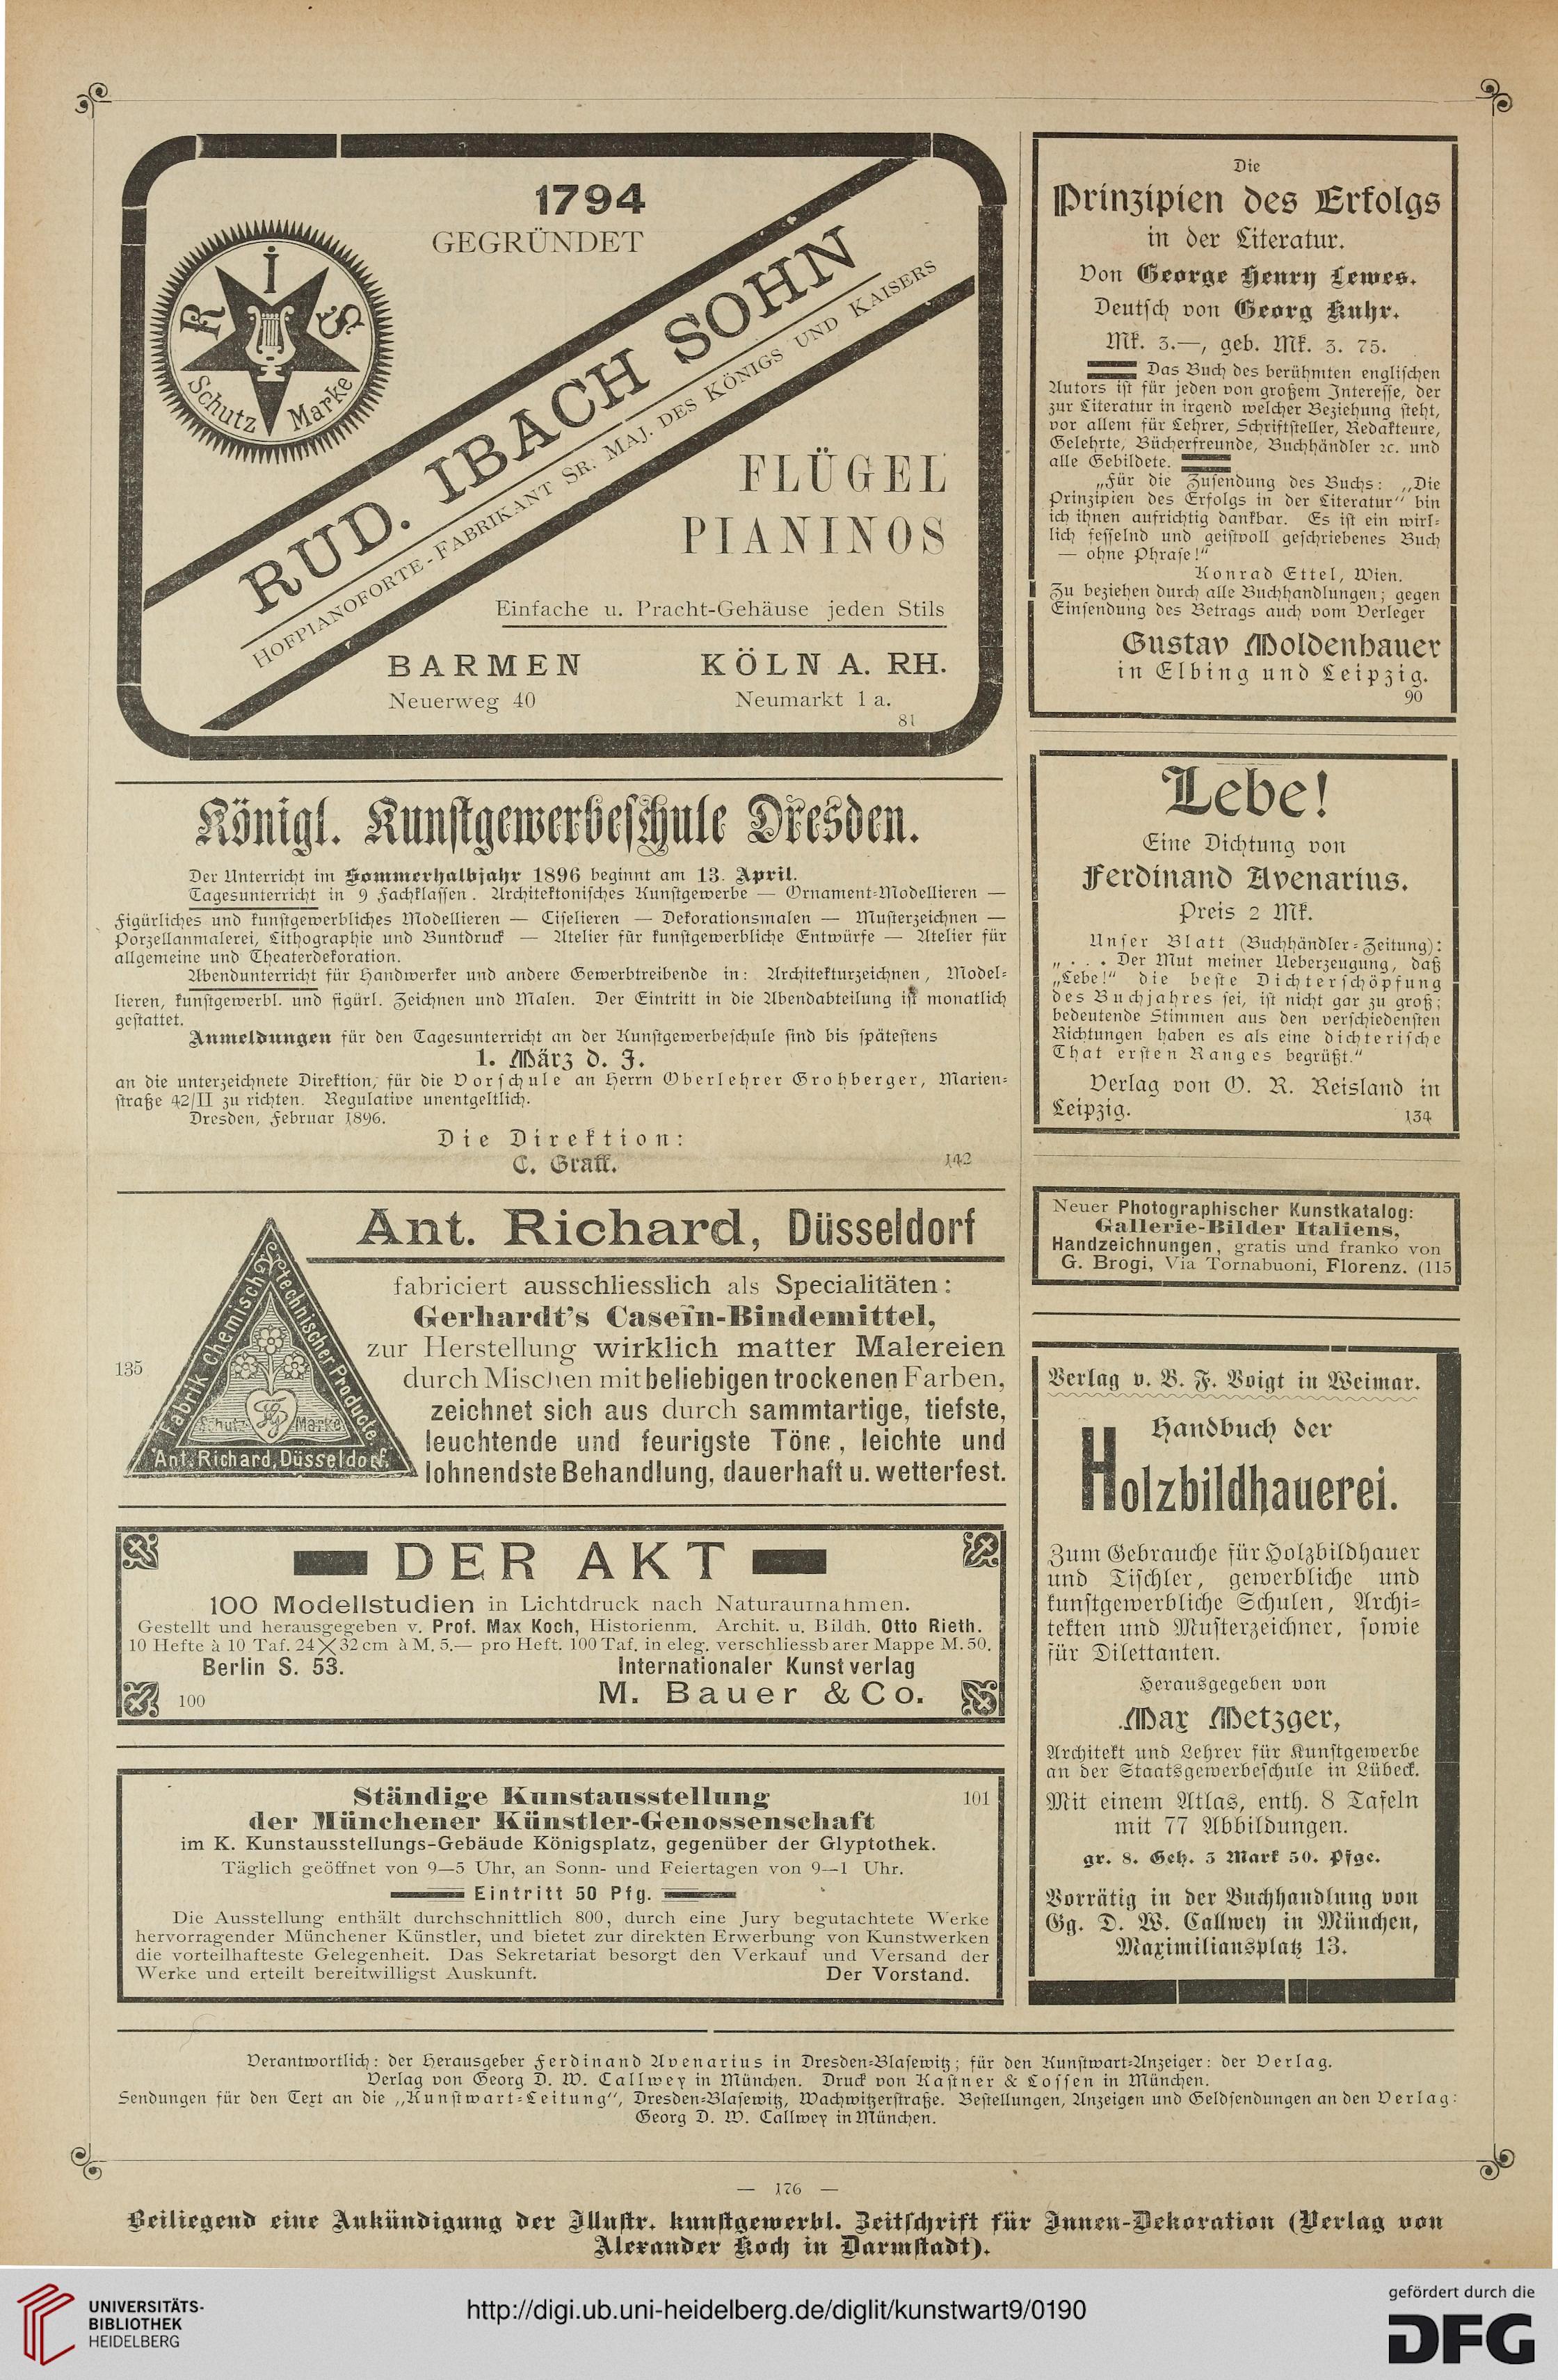 1794
GEGRÜNDET
IRIS
Schutz Marke
RUD. IBACH SOHN
HOFPIANOFORTE-FABRIKANT SR. MAJ. DES KÖNIGS UND KAISERS
FLÜGEL
PIANINOS
Einfache u. Pracht-Gehäuse jeden Stils
BARMEN KÖLN A. RH.
Neuerweg 40 Neumarkt 1 a.
81
Königl. Kunstgewerbeschule Dresden.
Der Unterricht im Sommerhalbjahr 1896 beginnt am 13. April.
Tagesunterricht in 9 Fachklassen. Architektonisches Kunstgewerbe — Ornament-Modellieren —
Figürliches und kunstgewerbliches Modellieren — Ciselieren — Dekorationsmalen — Musterzeichnen —
Porzellanmalerei, Lithographie und Buntdruck — Atelier für kunstgewerbliche Entwürfe — Atelier für
allgemeine und Theaterdekoration.
Abendunterricht für Handwerker und andere Gewerbtreibende in: Architekturzeichnen, Model-
lieren, kunstgewerbl. und figürl. Zeichnen und Malen. Der Eintritt in die Abendabteilung ist monatlich
gestattet.
Anmeldungen für den Tagesunterricht an der Kunstgewerbeschule sind bis spätestens
1. März d. J.
an die unterzeichnete Direktion, für die Vorschule an Herrn Oberlehrer Grohberger, Marien-
straße 42/II zu richten. Regulative unentgeltlich.
Dresden, Februar 1896.
Die Direktion:
C. Graff. 142
Ant. Richard, Düsseldorf
fabriciert ausschliesslich als Specialitäten:
Gerhardt's Caseïn-Bindemittel,
zur Herstellung wirklich matter Malereien
durch Mischen mit beliebigen trockenen Farben,
zeichnet sich aus durch sammtartige, tiefste,
leuchtende und feurigste Töne, leichte und
lohnendste Behandlung, dauerhaft u. wetterfest.
135
Fabrik Chemisch-Technischer Producte
Schutz Marke
Ant. Richard, Düsseldorf.
DER AKT
100 Modellstudien in Lichtdruck nach Naturaufnahmen.
Gestellt und herausgegeben v. Prof. Max Koch, Historienm. Archit. u. Bildh. Otto Rieth.
10 Hefte à 10 Taf. 24×32 cm à M. 5.— pro Heft. 100 Taf. in eleg. verschliessbarer Mappe M. 50.
Berlin S. 53. Internationaler Kunstverlag
100 M. Bauer & Co.
Ständige Kunstausstellung 101
der Münchener Künstler-Genossenschaft
im K. Kunstausstellungs-Gebäude Königsplatz, gegenüber der Glyptothek.
Täglich geöffnet von 9—5 Uhr, an Sonn- und Feiertagen von 9—1 Uhr.
Eintritt 50 Pfg.
Die Ausstellung enthält durchschnittlich 800, durch eine Jury begutachtete Werke
hervorragender Münchener Künstler, und bietet zur direkten Erwerbung von Kunstwerken
die vorteilhafteste Gelegenheit. Das Sekretariat besorgt den Verkauf und Versand der
Werke und erteilt bereitwilligst Auskunft. Der Vorstand.
Die
Prinzipien des Erfolgs
in der Literatur.
Von George Henry Lewes.
Deutsch von Georg Kuhr.
Mk. 3.—, geb. Mk. 3. 75.
Das Buch des berühmten englischen
Autors ist für jeden von großem Interesse, der
zur Literatur in irgend welcher Beziehung steht,
vor allem für Lehrer, Schriftsteller, Redakteure,
Gelehrte, Bücherfreunde, Buchhändler ꝛc. und
alle Gebildete.
„Für die Zusendung des Buchs: „Die
Prinzipien des Erfolgs in der Literatur“ bin
ich ihnen aufrichtig dankbar. Es ist ein wirk-
lich fesselnd und geistvoll geschriebenes Buch
— ohne Phrase!“
Konrad Ettel, Wien.
Zu beziehen durch alle Buchhandlungen; gegen
Einsendung des Betrags auch vom Verleger
Gustav Moldenhauer
in Elbing und Leipzig.
90
Lebe!
Eine Dichtung von
Ferdinand Avenarius.
Preis 2 Mk.
Unser Blatt (Buchhändler-Zeitung):
„ . . . Der Mut meiner Ueberzeugung, daß
„Lebe!“ die beste Dichterschöpfung
des Buchjahres sei, ist nicht gar zu groß;
bedeutende Stimmen aus den verschiedensten
Richtungen haben es als eine dichterische
That ersten Ranges begrüßt.“
Verlag von O. R. Reisland in
Leipzig. 134
Neuer Photographischer Kunstkatalog:
Gallerie-Bilder Italiens,
Handzeichnungen, gratis und franko von
G. Brogi, Via Tornabuoni, Florenz. (115
Verlag v. B. F. Voigt in Weimar.
Handbuch der
Holzbildhauerei.
Zum Gebrauche für Holzbildhauer
und Tischler, gewerbliche und
kunstgewerbliche Schulen, Archi-
tekten und Musterzeichner, sowie
für Dilettanten.
Herausgegeben von
Max Metzger,
Architekt und Lehrer für Kunstgewerbe
an der Staatsgewerbeschule in Lübeck.
Mit einem Atlas, enth. 8 Tafeln
mit 77 Abbildungen.
gr. 8. Geh. 3 Mark 50. Pfge.
Vorrätig in der Buchhandlung von
Gg. D. W. Callwey in München,
Maximiliansplatz 13.
Verantwortlich: der Herausgeber Ferdinand Avenarius in Dresden-Blasewitz; für den Kunstwart-Anzeiger: der Verlag.
Verlag von Georg D. W. Callwey in München. Druck von Kastner & Lossen in München.
Sendungen für den Text an die „Kunstwart-Leitung“, Dresden-Blasewitz, Wachwitzerstraße. Bestellungen, Anzeigen und Geldsendungen an den Verlag:
Georg D. W. Callwey in München.
— 176 —
Beiliegend eine Ankündigung der Illustr. kunstgewerbl. Zeitschrift für Innen-Dekoration (Verlag von
Alexander Koch in Darmstadt).
UNIVERSITÄTS-
BIBLIOTHEK
HEIDELBERG
http://digi.ub.uni-heidelberg.de/diglit/kunstwart9/0190
gefördert durch die
DFG